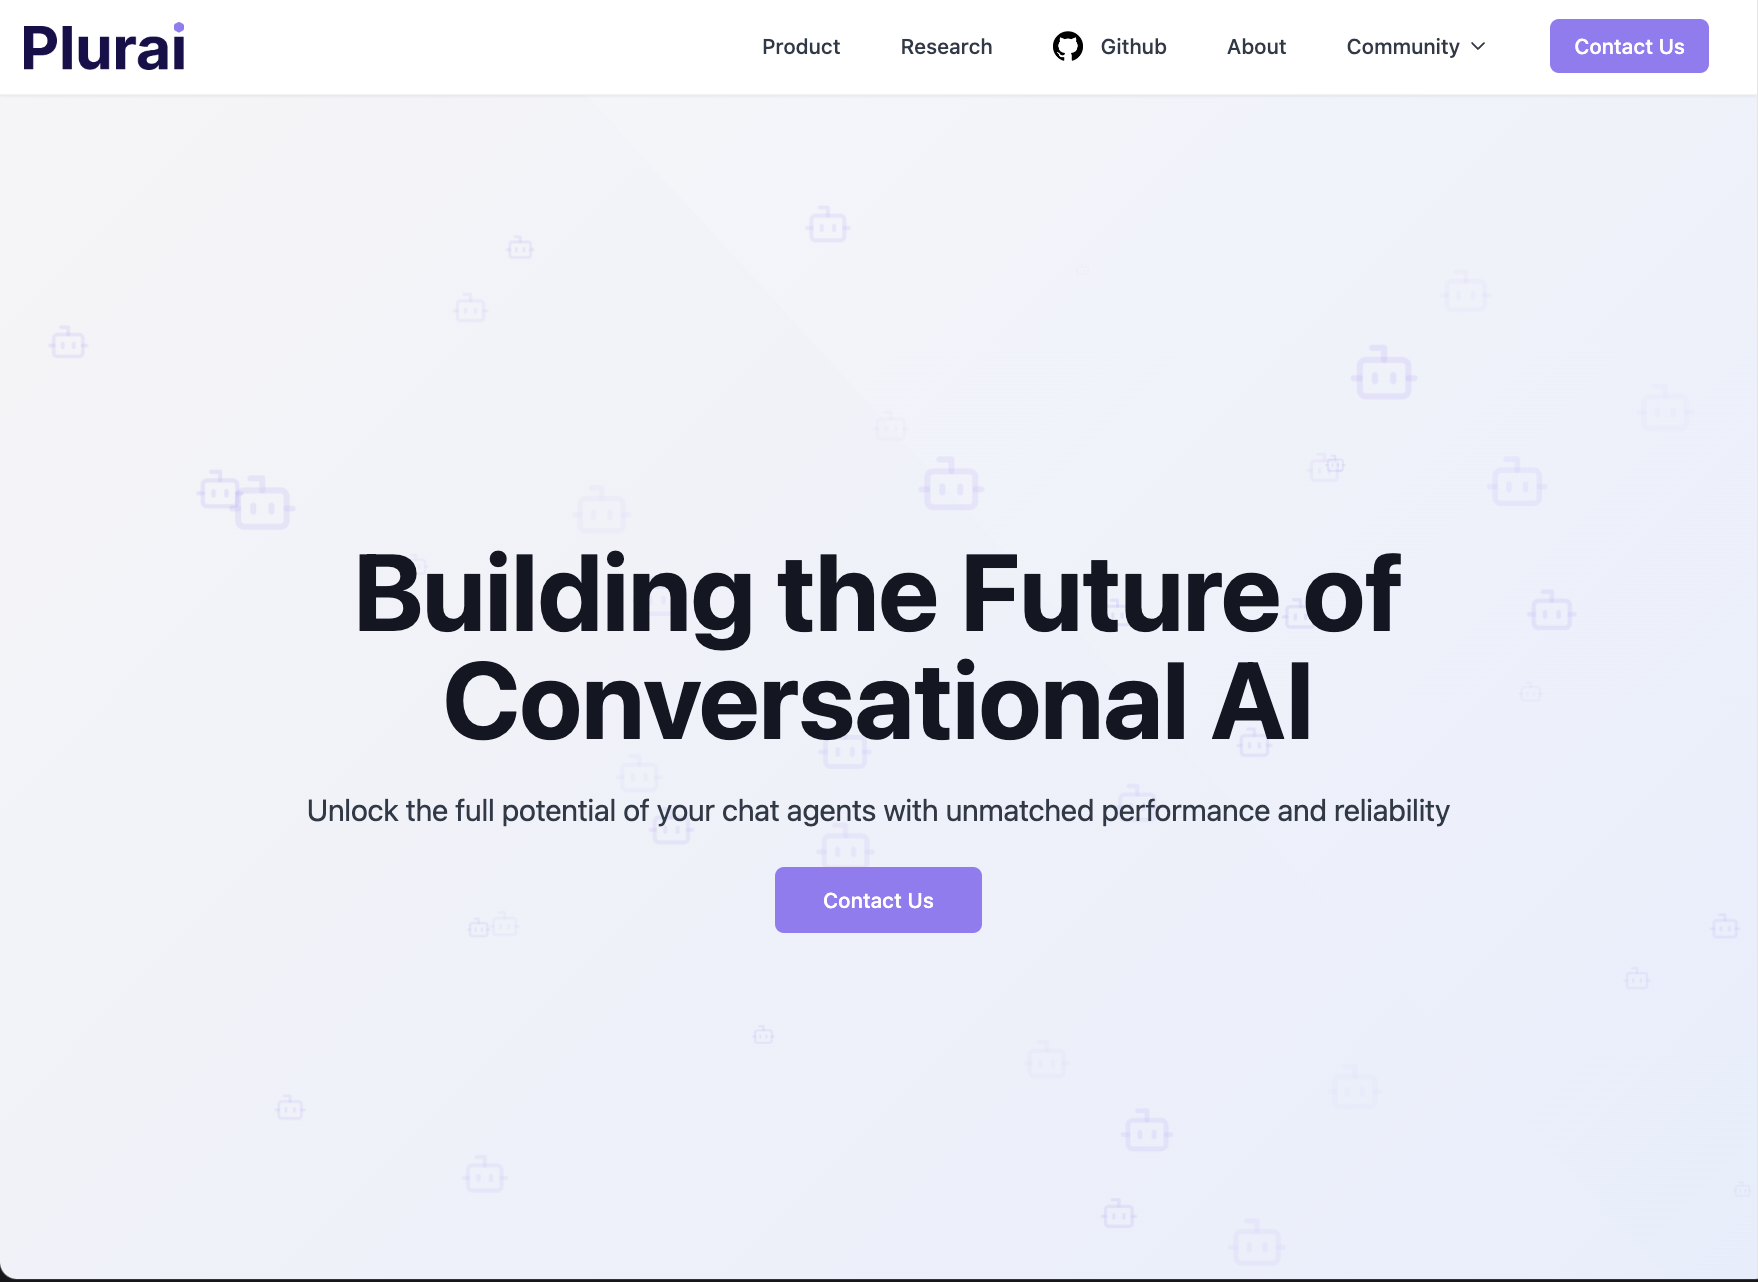 Plurai
Product Research Github About Community Contact Us
Building the Future of
Conversational AI
Unlock the full potential of your chat agents with unmatched performance and reliability
Contact Us